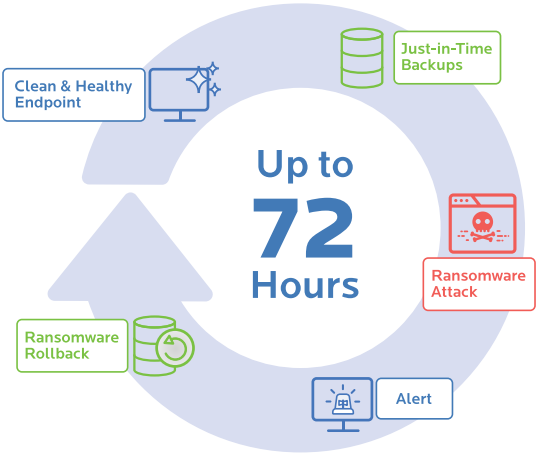 Just-in-Time
Backups
Clean & Healthy
Endpoint
Up to
72
Hours
Ransomware
Attack
Ransomware
Rollback
Alert